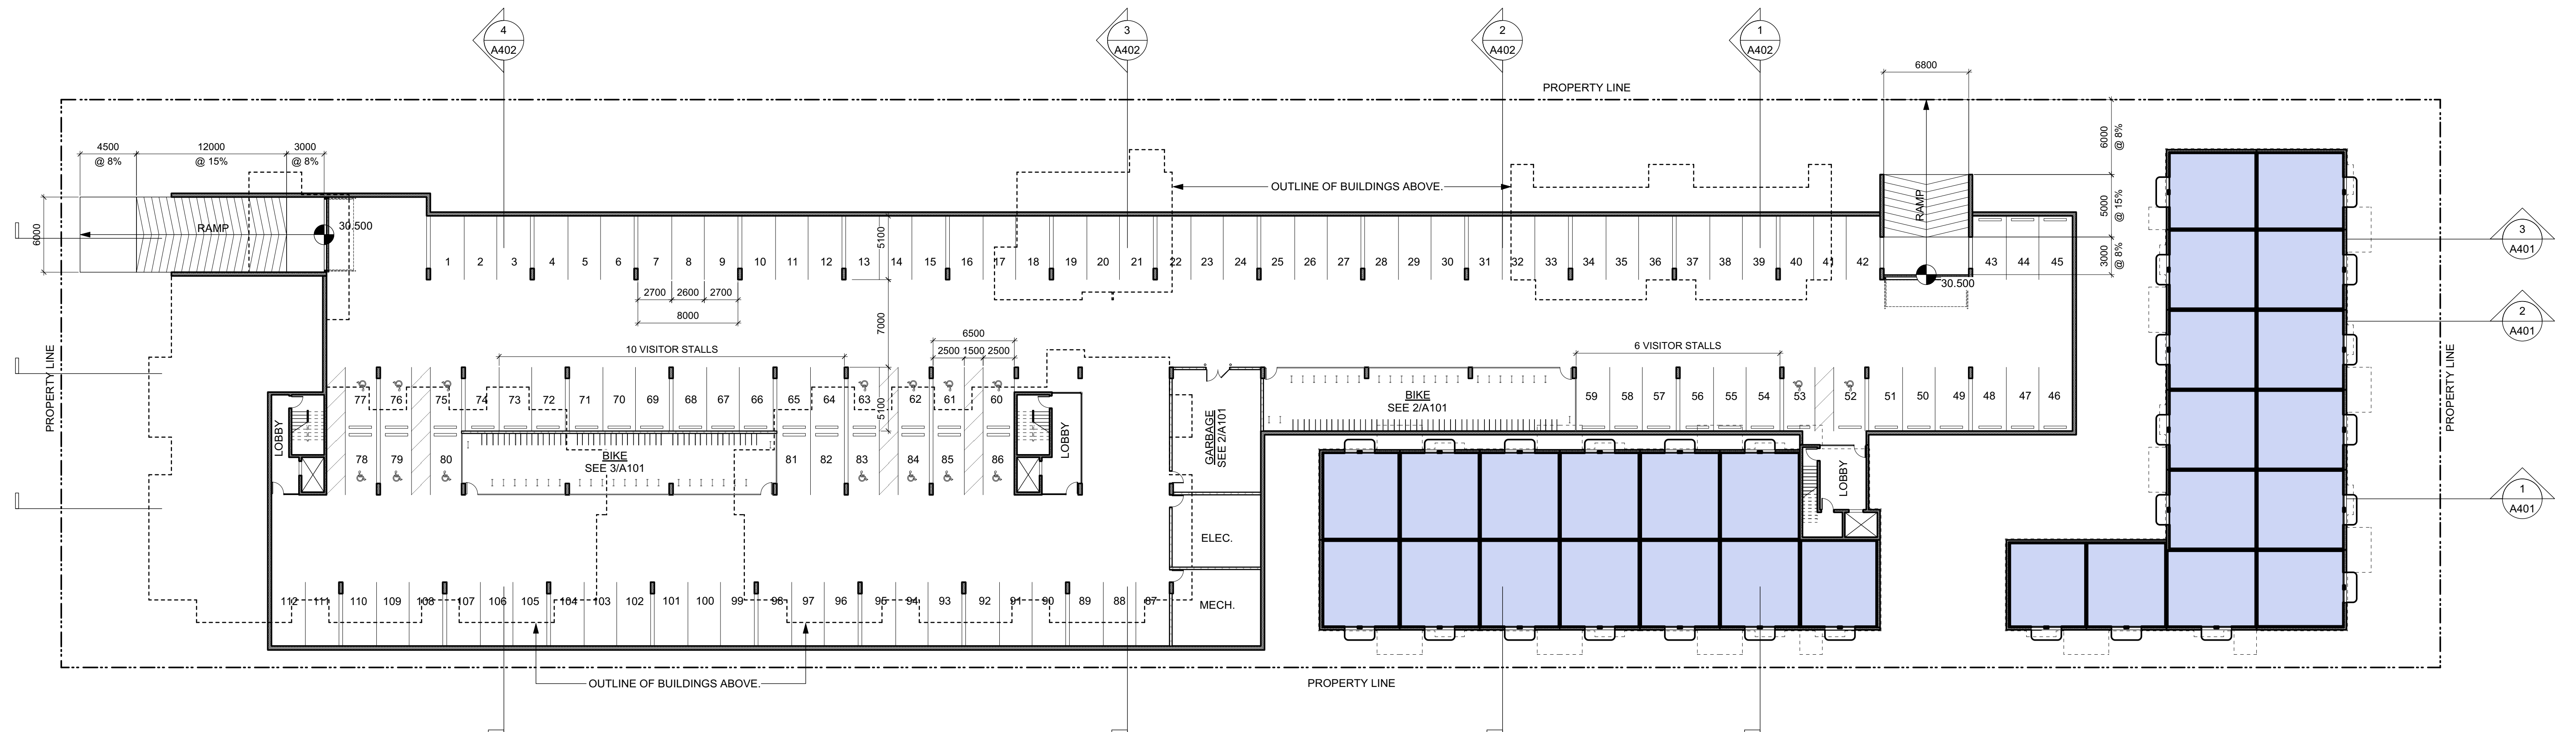 4
A402
3
A402
2
A402
1
A402
6800
PROPERTY LINE
4500
@ 8%
12000
@ 15%
3000
@ 8%
6000
@ 8%
OUTLINE OF BUILDINGS ABOVE.
5000
@ 15%
3000
@ 8%
6000
RAMP
30.500
RAMP
30.500
5100
1 2 3 4 5 6 7 8 9 10 11 12 13 14 15 16 17 18 19 20 21 22 23 24 25 26 27 28 29 30 31 32 33 34 35 36 37 38 39 40 41 42 43 44 45
3
A401
2700 2600 2700
8000
7000
6500
2500 1500 2500
10 VISITOR STALLS
6 VISITOR STALLS
2
A401
PROPERTY LINE
PROPERTY LINE
77 76 75 74 73 72 71 70 69 68 67 66 65 64 63 62 61 60
5100
BIKE
SEE 2/A101
59 58 57 56 55 54 53 52 51 50 49 48 47 46
LOBBY
LOBBY
GARBAGE
SEE 2/A101
78 79 80
BIKE
SEE 3/A101
81 82 83 84 85 86
LOBBY
1
A401
ELEC.
MECH.
112 111 110 109 108 107 106 105 104 103 102 101 100 99 98 97 96 95 94 93 92 91 90 89 88 87
OUTLINE OF BUILDINGS ABOVE.
PROPERTY LINE